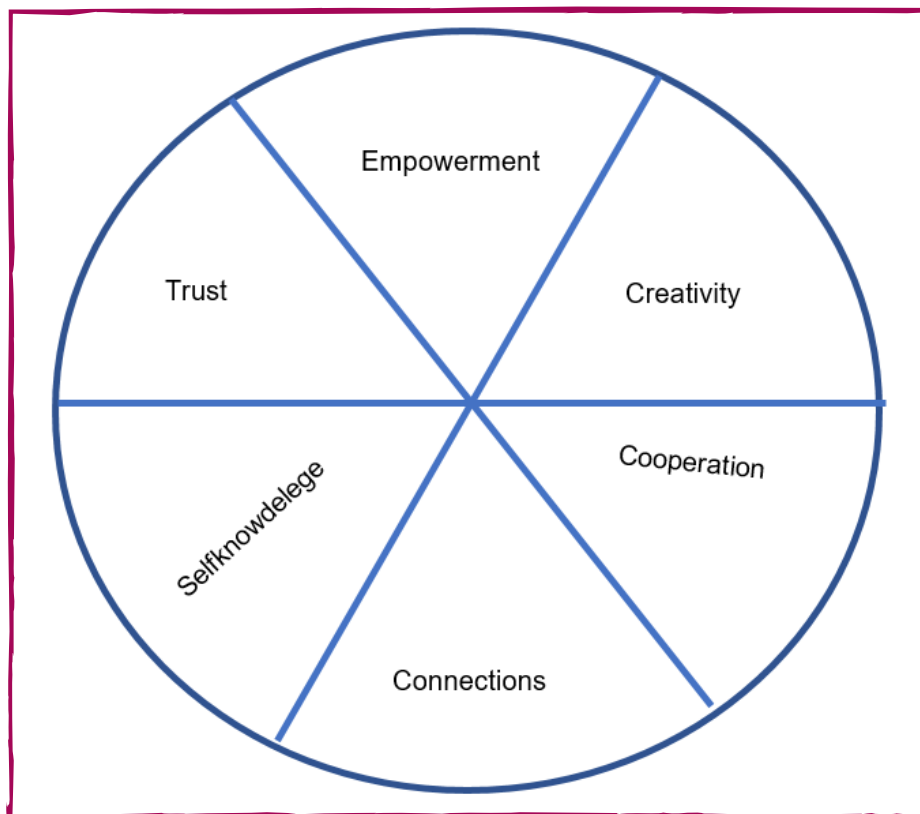 Empowerment
Trust
Creativity
Cooperation
Selfknowdelege
Connections